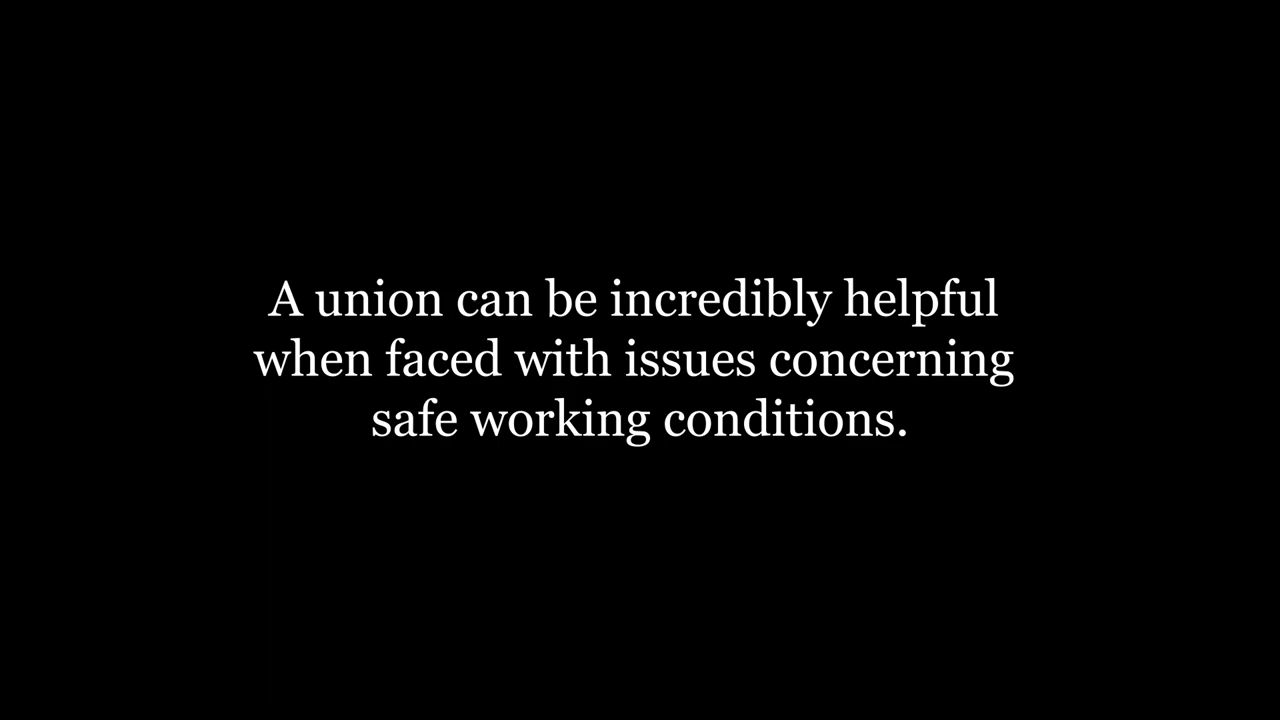 A union can be incredibly helpful
when faced with issues concerning
safe working conditions.